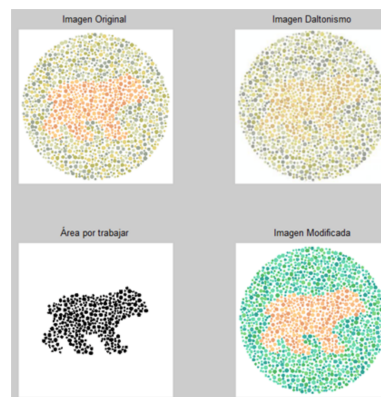 Imagen Original
Imagen Daltonismo
Área por trabajar
Imagen Modificada